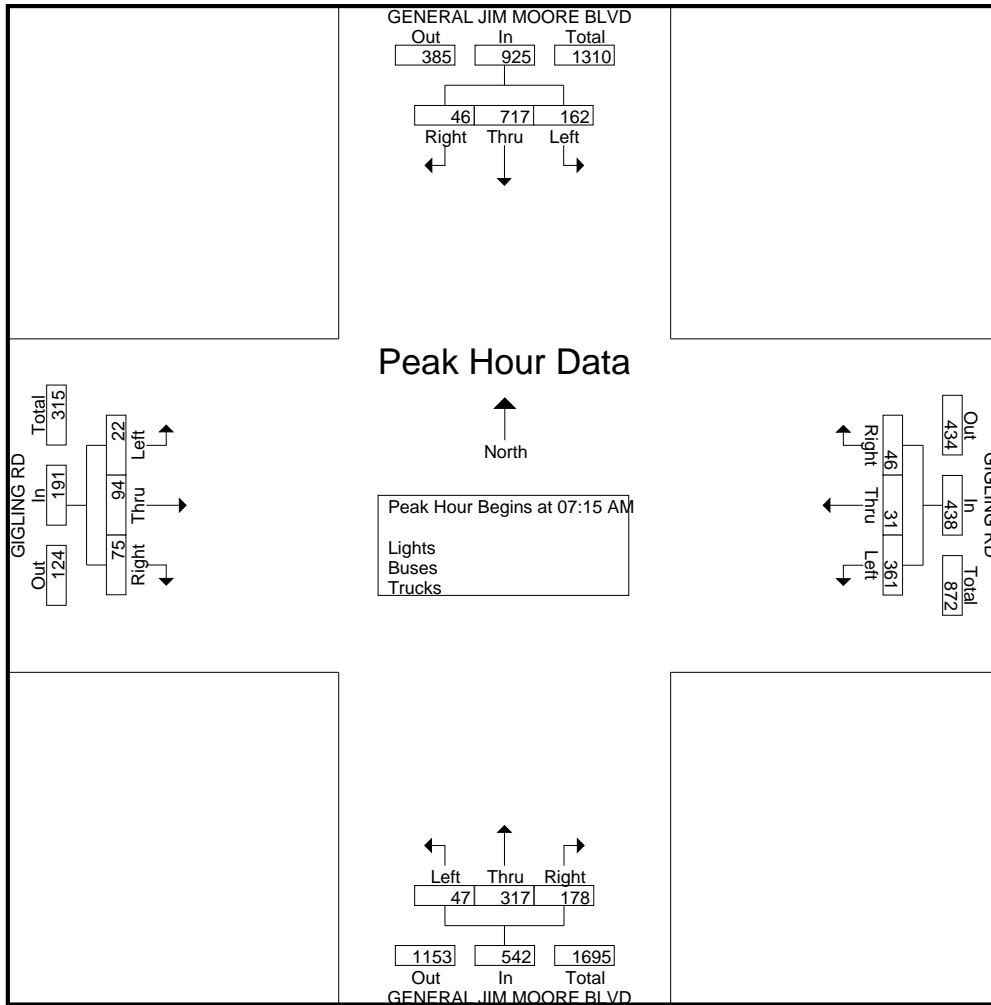 GENERAL JIM MOORE BLVD
Out In Total
385 925 1310
46 717 162
Right Thru Left
Peak Hour Data
North
Peak Hour Begins at 07:15 AM
Lights
Buses
Trucks
GIGLING RD
Total In Out
315 191 124
22 94 75
Left Thru Right
Right Thru Left
46 31 361
434 438 872
Out In Total
GIGLING RD
Left Thru Right
47 317 178
1153 542 1695
Out In Total
GENERAL JIM MOORE BLVD